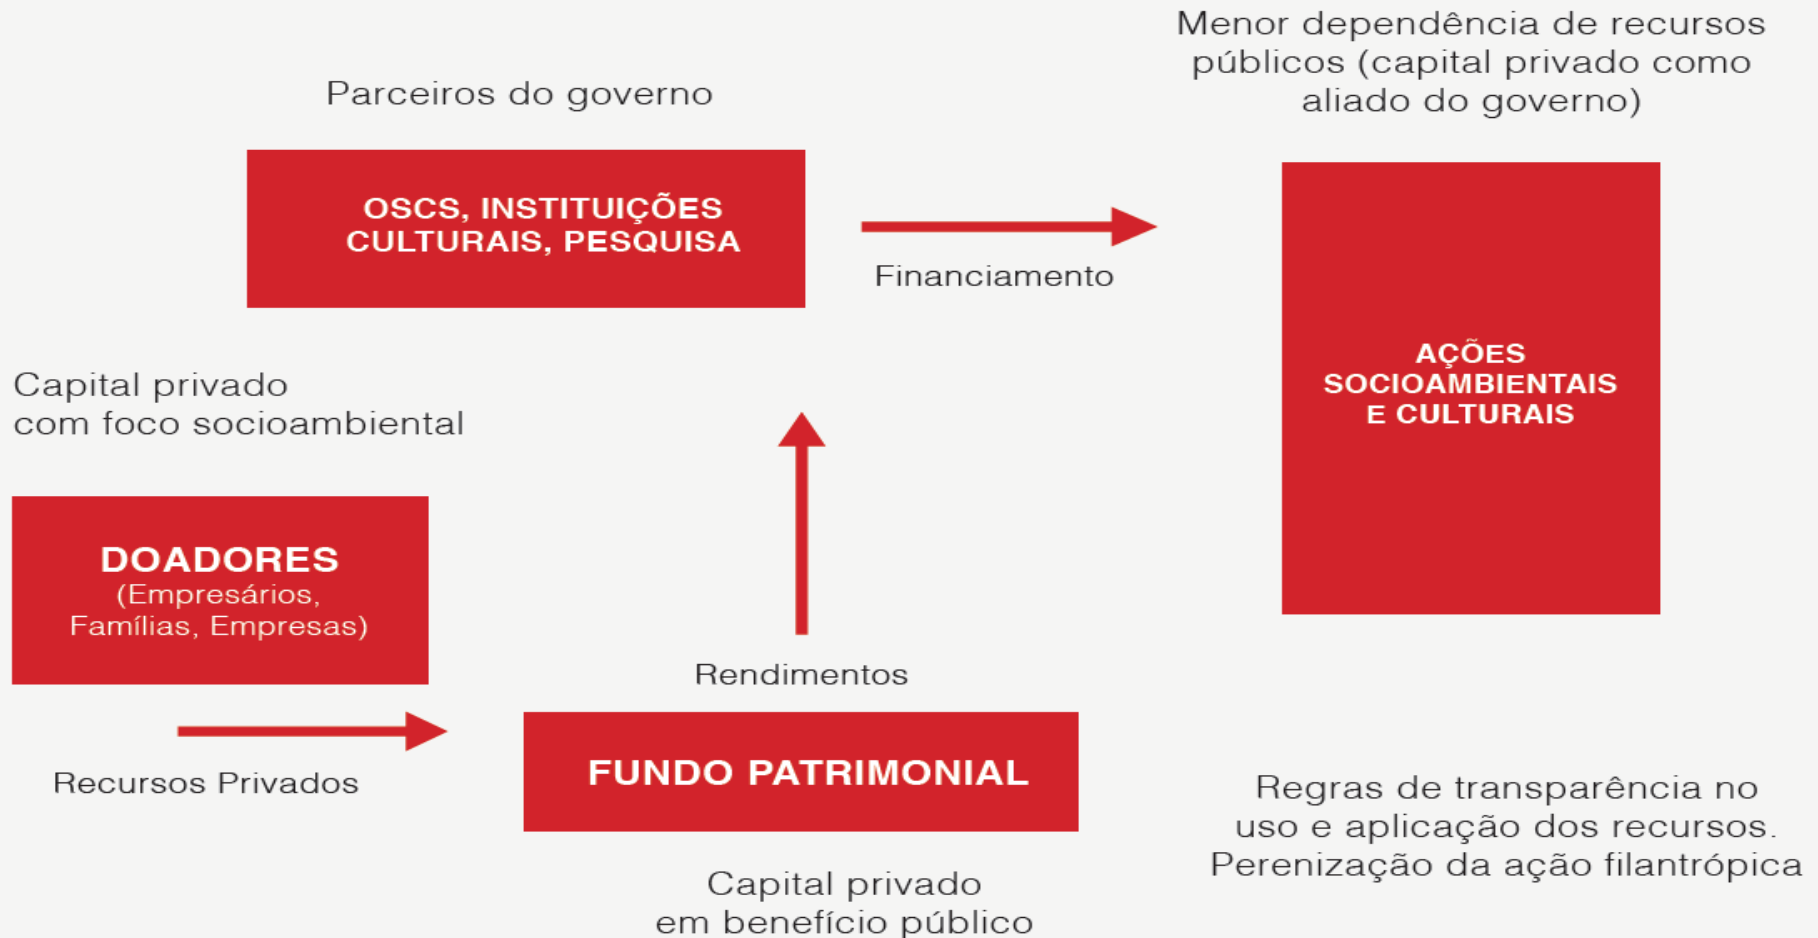 Menor dependência de recursos
públicos (capital privado como
aliado do governo)
Parceiros do governo
OSCS, INSTITUIÇÕES
CULTURAIS, PESQUISA
Financiamento
AÇÕES
SOCIOAMBIENTAIS
E CULTURAIS
Capital privado
com foco socioambiental
DOADORES
(Empresários,
Famílias, Empresas)
Recursos Privados
Rendimentos
FUNDO PATRIMONIAL
Capital privado
em benefício público
Regras de transparência no
uso e aplicação dos recursos.
Perenização da ação filantrópica